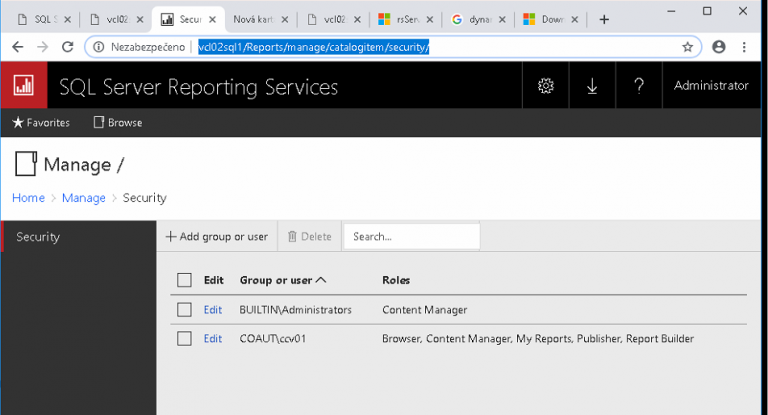 SQL S
vcl02
Securi
Nová kart
vcl02
rsServ
dynam
Down
Nezabezpečeno | vcl02sql1/Reports/manage/catalogitem/security/
SQL Server Reporting Services
? Administrator
Favorites Browse
Manage /
Home > Manage > Security
Security
+ Add group or user Delete Search...
Edit Group or user Roles
Edit BUILTIN\Administrators Content Manager
Edit COAUT\ccv01 Browser, Content Manager, My Reports, Publisher, Report Builder